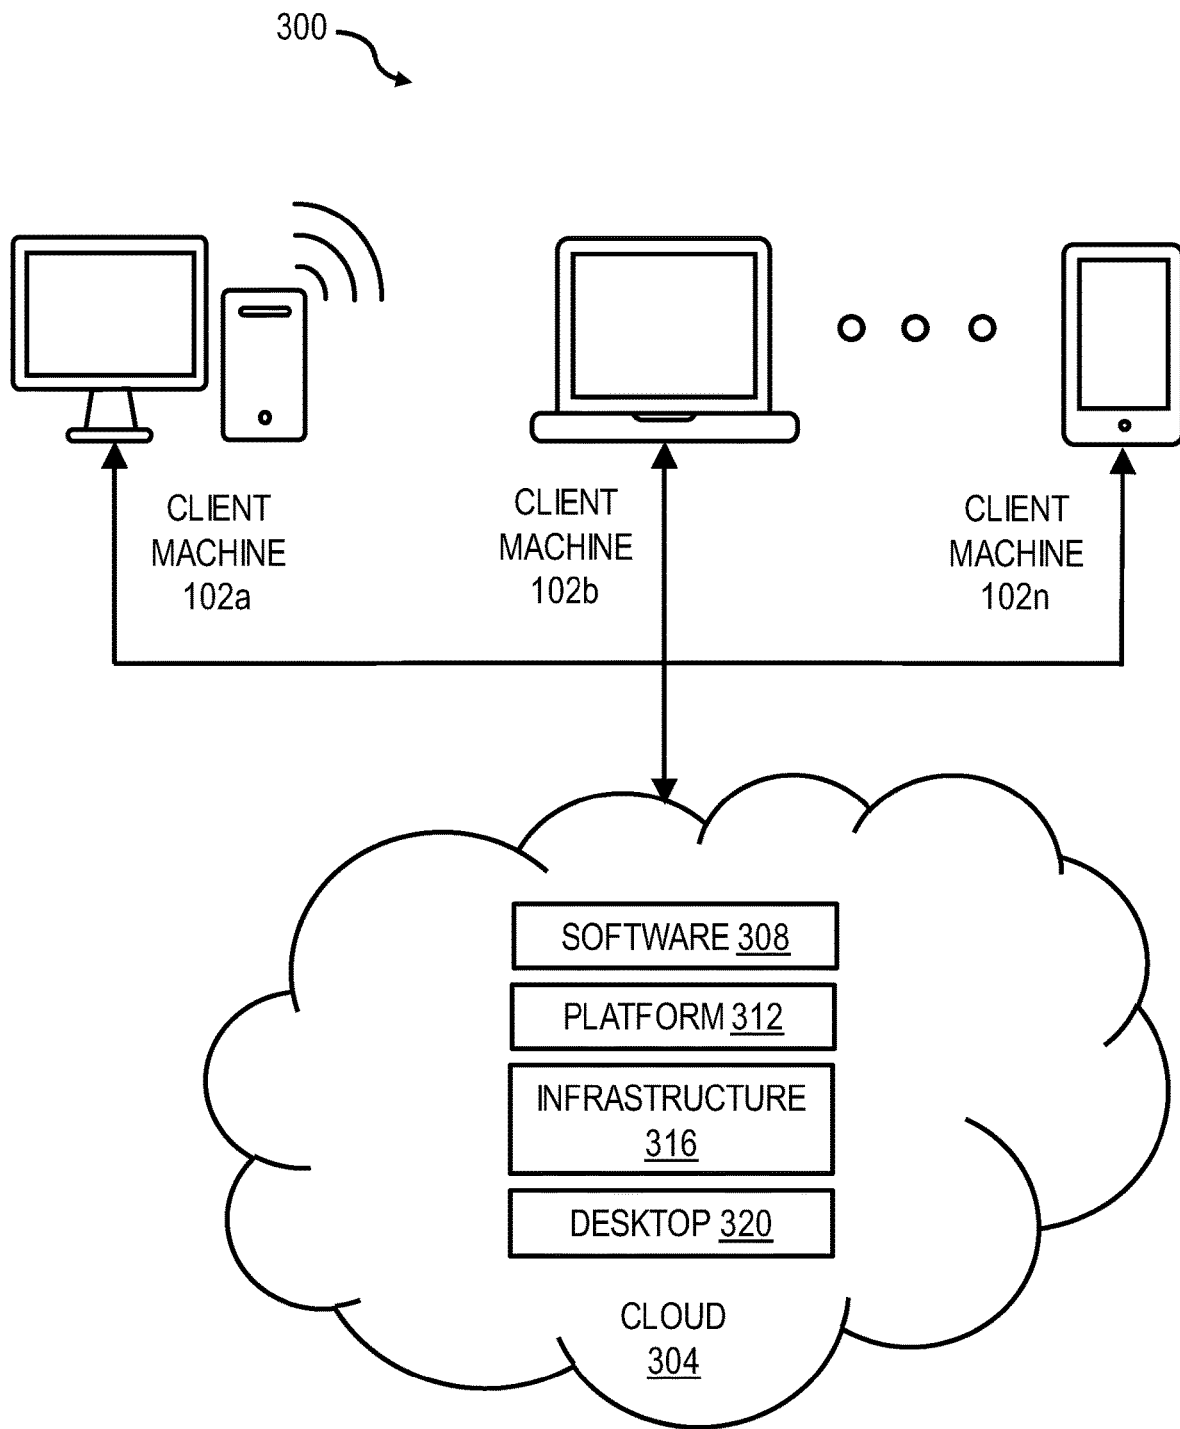 300
CLIENT
MACHINE
102a
CLIENT
MACHINE
102b
CLIENT
MACHINE
102n
SOFTWARE 308
PLATFORM 312
INFRASTRUCTURE
316
DESKTOP 320
CLOUD
304